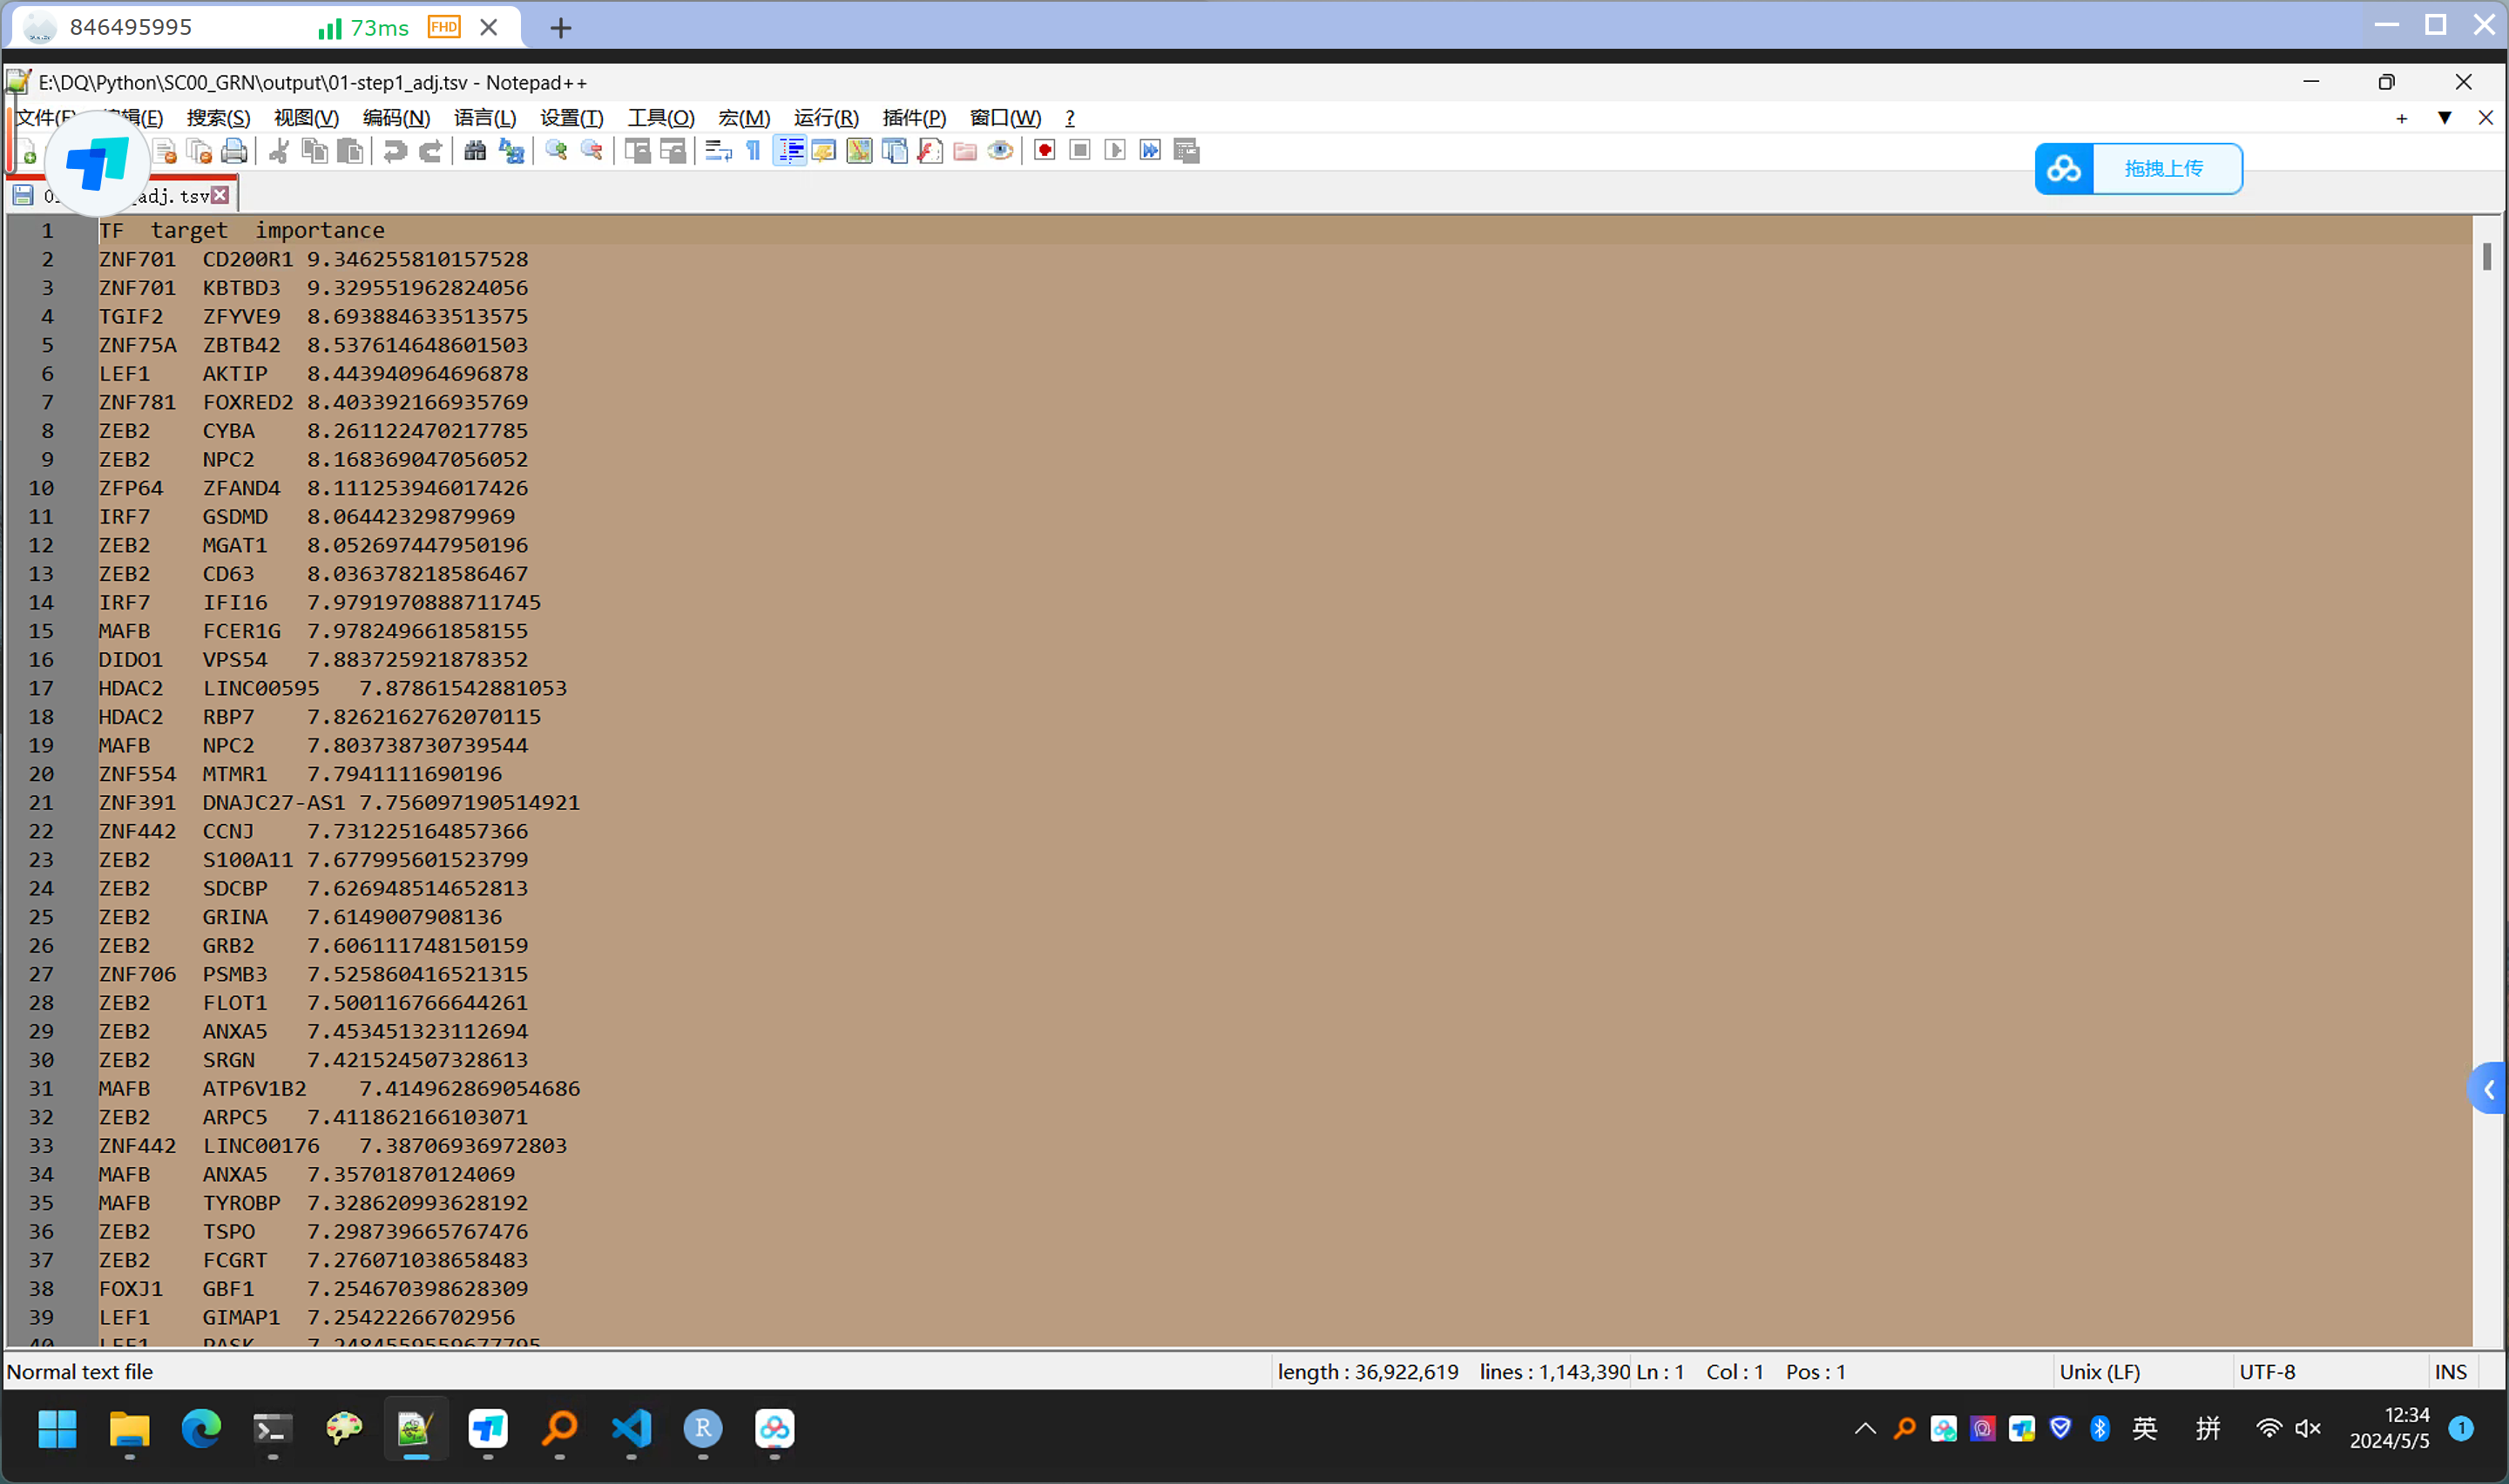 846495995 73ms FHD
E:\DQ\Python\SC00_GRN\output\01-step1_adj.tsv - Notepad++
文件(F) 编辑(E) 搜索(S) 视图(V) 编码(N) 语言(L) 设置(T) 工具(O) 宏(M) 运行(R) 插件(P) 窗口(W) ?
拖拽上传
_adj.tsv
1 TF target importance
2 ZNF701 CD200R1 9.346255810157528
3 ZNF701 KBTBD3 9.329551962824056
4 TGIF2 ZFYVE9 8.693884633513575
5 ZNF75A ZBTB42 8.537614648601503
6 LEF1 AKTIP 8.443940964696878
7 ZNF781 FOXRED2 8.403392166935769
8 ZEB2 CYBA 8.261122470217785
9 ZEB2 NPC2 8.168369047056052
10 ZFP64 ZFAND4 8.111253946017426
11 IRF7 GSDMD 8.06442329879969
12 ZEB2 MGAT1 8.052697447950196
13 ZEB2 CD63 8.036378218586467
14 IRF7 IFI16 7.9791970888711745
15 MAFB FCER1G 7.978249661858155
16 DIDO1 VPS54 7.883725921878352
17 HDAC2 LINC00595 7.87861542881053
18 HDAC2 RBP7 7.8262162762070115
19 MAFB NPC2 7.803738730739544
20 ZNF554 MTMR1 7.7941111690196
21 ZNF391 DNAJC27-AS1 7.756097190514921
22 ZNF442 CCNJ 7.731225164857366
23 ZEB2 S100A11 7.677995601523799
24 ZEB2 SDCBP 7.626948514652813
25 ZEB2 GRINA 7.6149007908136
26 ZEB2 GRB2 7.606111748150159
27 ZNF706 PSMB3 7.525860416521315
28 ZEB2 FLOT1 7.500116766644261
29 ZEB2 ANXA5 7.453451323112694
30 ZEB2 SRGN 7.421524507328613
31 MAFB ATP6V1B2 7.414962869054686
32 ZEB2 ARPC5 7.411862166103071
33 ZNF442 LINC00176 7.38706936972803
34 MAFB ANXA5 7.357018701240​69
35 MAFB TYROBP 7.328620993628192
36 ZEB2 TSPO 7.298739665767476
37 ZEB2 FCGRT 7.276071038658483
38 FOXJ1 GBF1 7.254670398628309
39 LEF1 GIMAP1 7.25422266702956
40 LEF1 PASK 7.2484559559677795
Normal text file length : 36,922,619 lines : 1,143,390 Ln : 1 Col : 1 Pos : 1 Unix (LF) UTF-8 INS
英 拼 12:34
2024/5/5 1